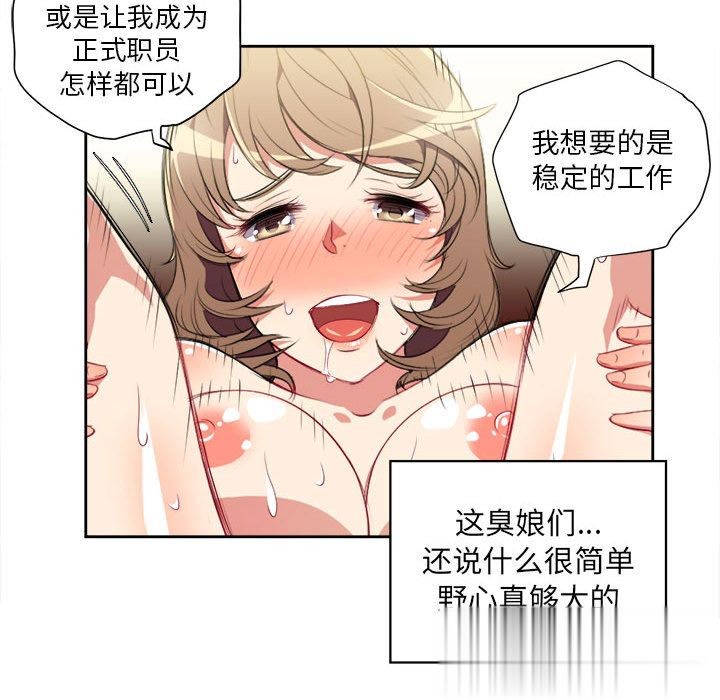 或是让我成为
正式职员
怎样都可以
我想要的是
稳定的工作
这臭娘们...
还说什么很简单
野心真够大的